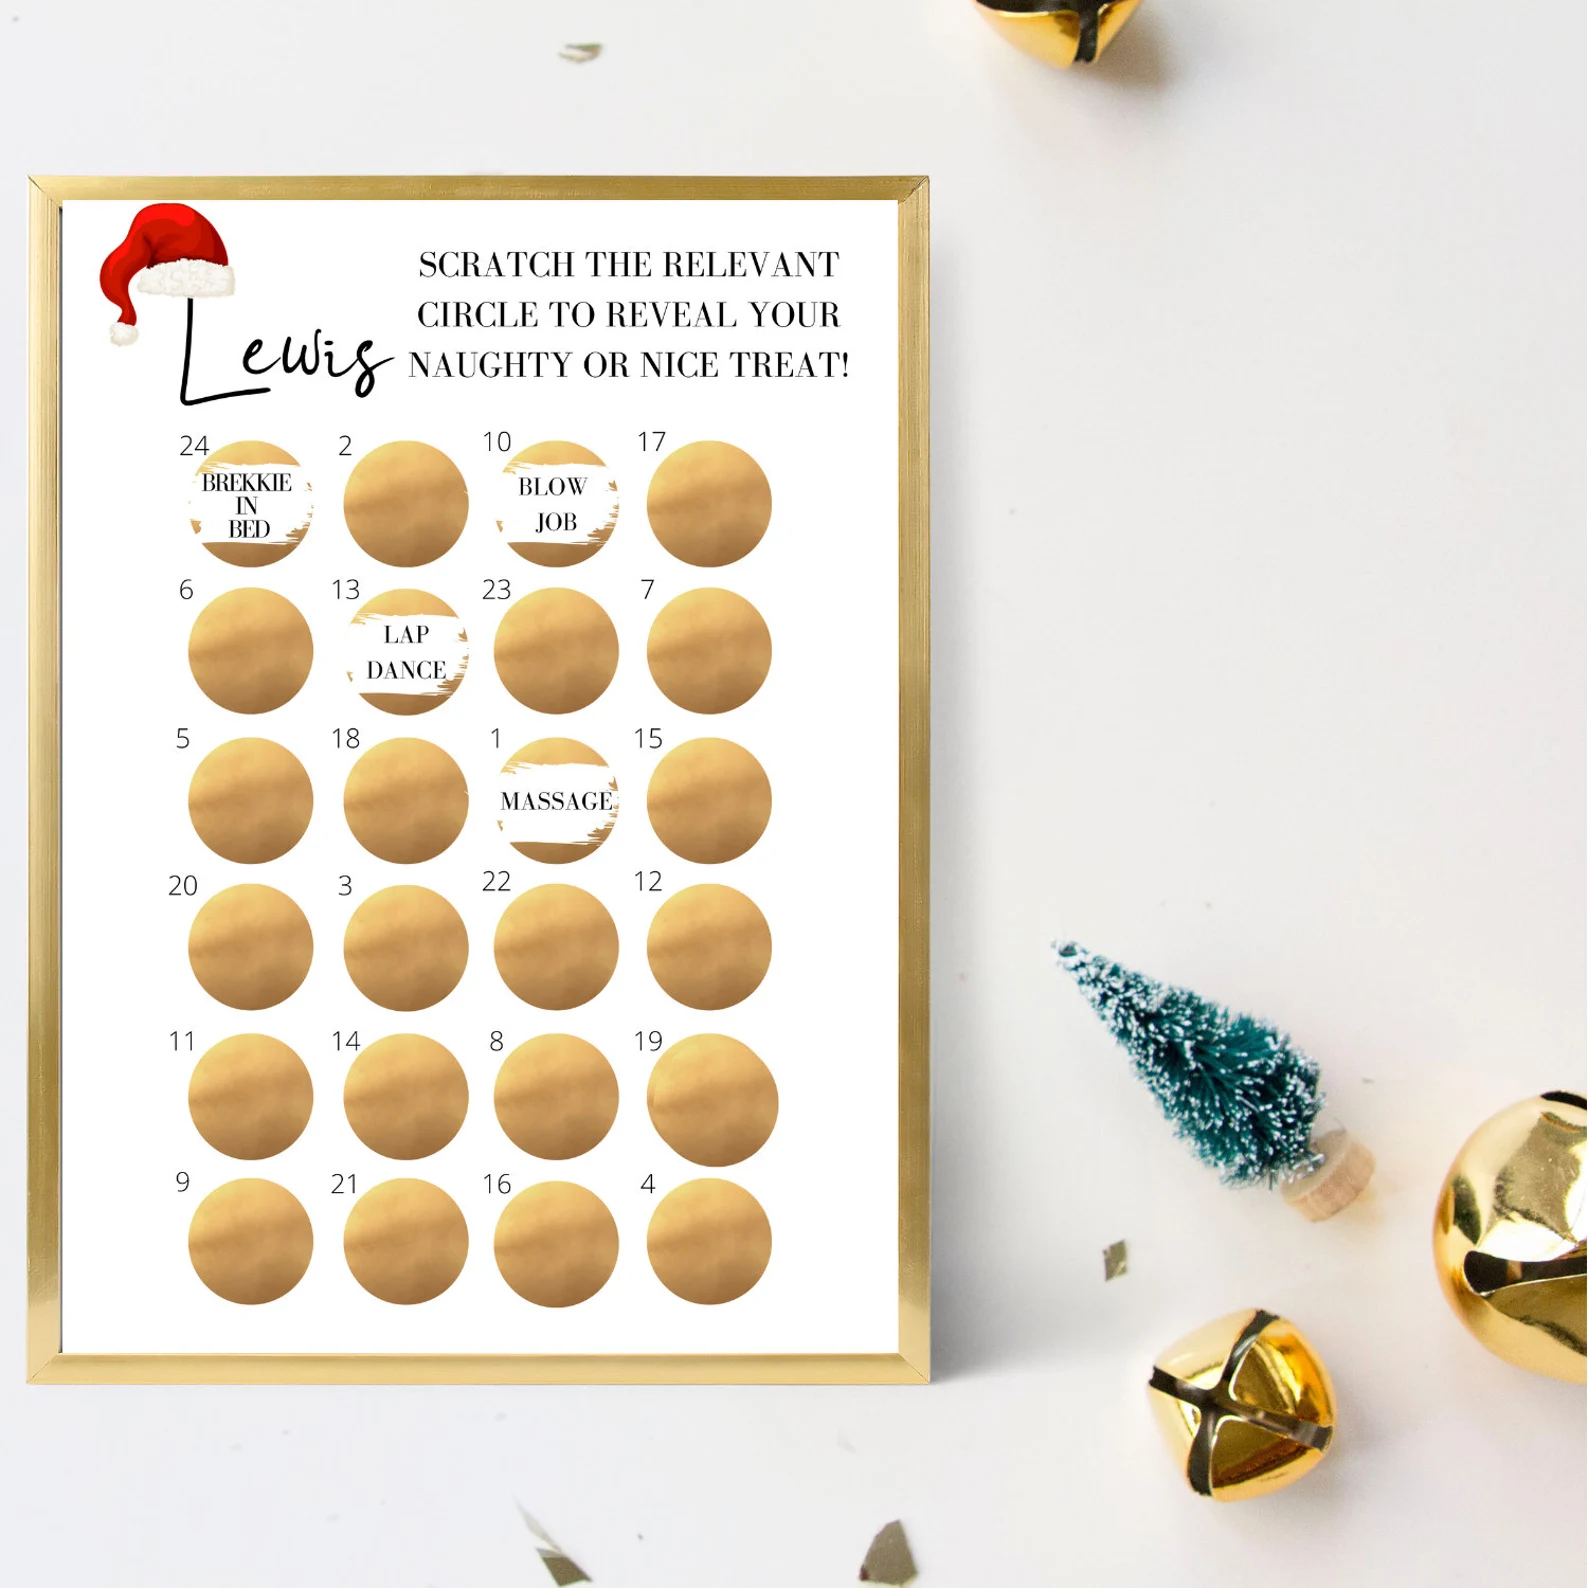 Lewis
SCRATCH THE RELEVANT
CIRCLE TO REVEAL YOUR
NAUGHTY OR NICE TREAT!
24
BREKKIE
IN
BED
2
10
BLOW
JOB
17
6
13
LAP
DANCE
23
7
5
18
1
MASSAGE
15
20
3
22
12
11
14
8
19
9
21
16
4